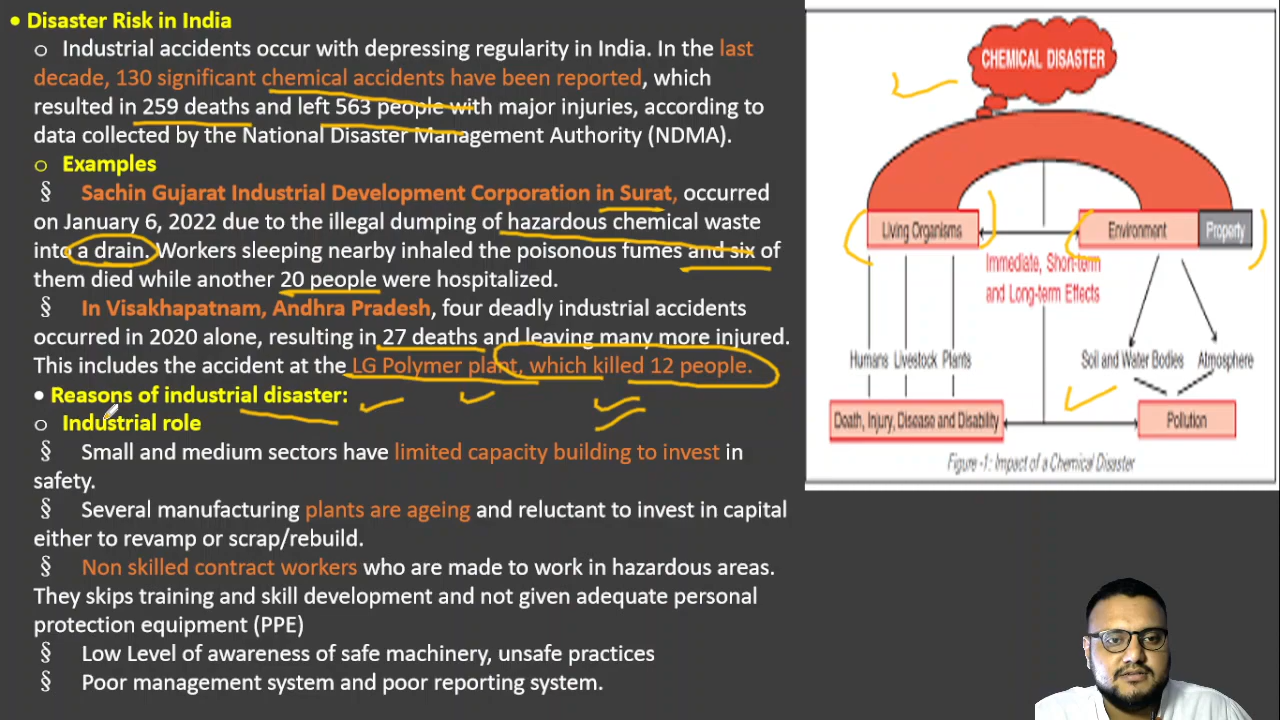 • Disaster Risk in India
o Industrial accidents occur with depressing regularity in India. In the last
decade, 130 significant chemical accidents have been reported, which
resulted in 259 deaths and left 563 people with major injuries, according to
data collected by the National Disaster Management Authority (NDMA).
o Examples
§ Sachin Gujarat Industrial Development Corporation in Surat, occurred
on January 6, 2022 due to the illegal dumping of hazardous chemical waste
into a drain. Workers sleeping nearby inhaled the poisonous fumes and six of
them died while another 20 people were hospitalized.
§ In Visakhapatnam, Andhra Pradesh, four deadly industrial accidents
occurred in 2020 alone, resulting in 27 deaths and leaving many more injured.
This includes the accident at the LG Polymer plant, which killed 12 people.
• Reasons of industrial disaster:
o Industrial role
§ Small and medium sectors have limited capacity building to invest in
safety.
§ Several manufacturing plants are ageing and reluctant to invest in capital
either to revamp or scrap/rebuild.
§ Non skilled contract workers who are made to work in hazardous areas.
They skips training and skill development and not given adequate personal
protection equipment (PPE)
§ Low Level of awareness of safe machinery, unsafe practices
§ Poor management system and poor reporting system.
CHEMICAL DISASTER
Living Organisms Environment Property
Immediate, Short-term
and Long-term Effects
Humans Livestock Plants Soil and Water Bodies Atmosphere
Death, Injury, Disease and Disability Pollution
Figure -1: Impact of a Chemical Disaster